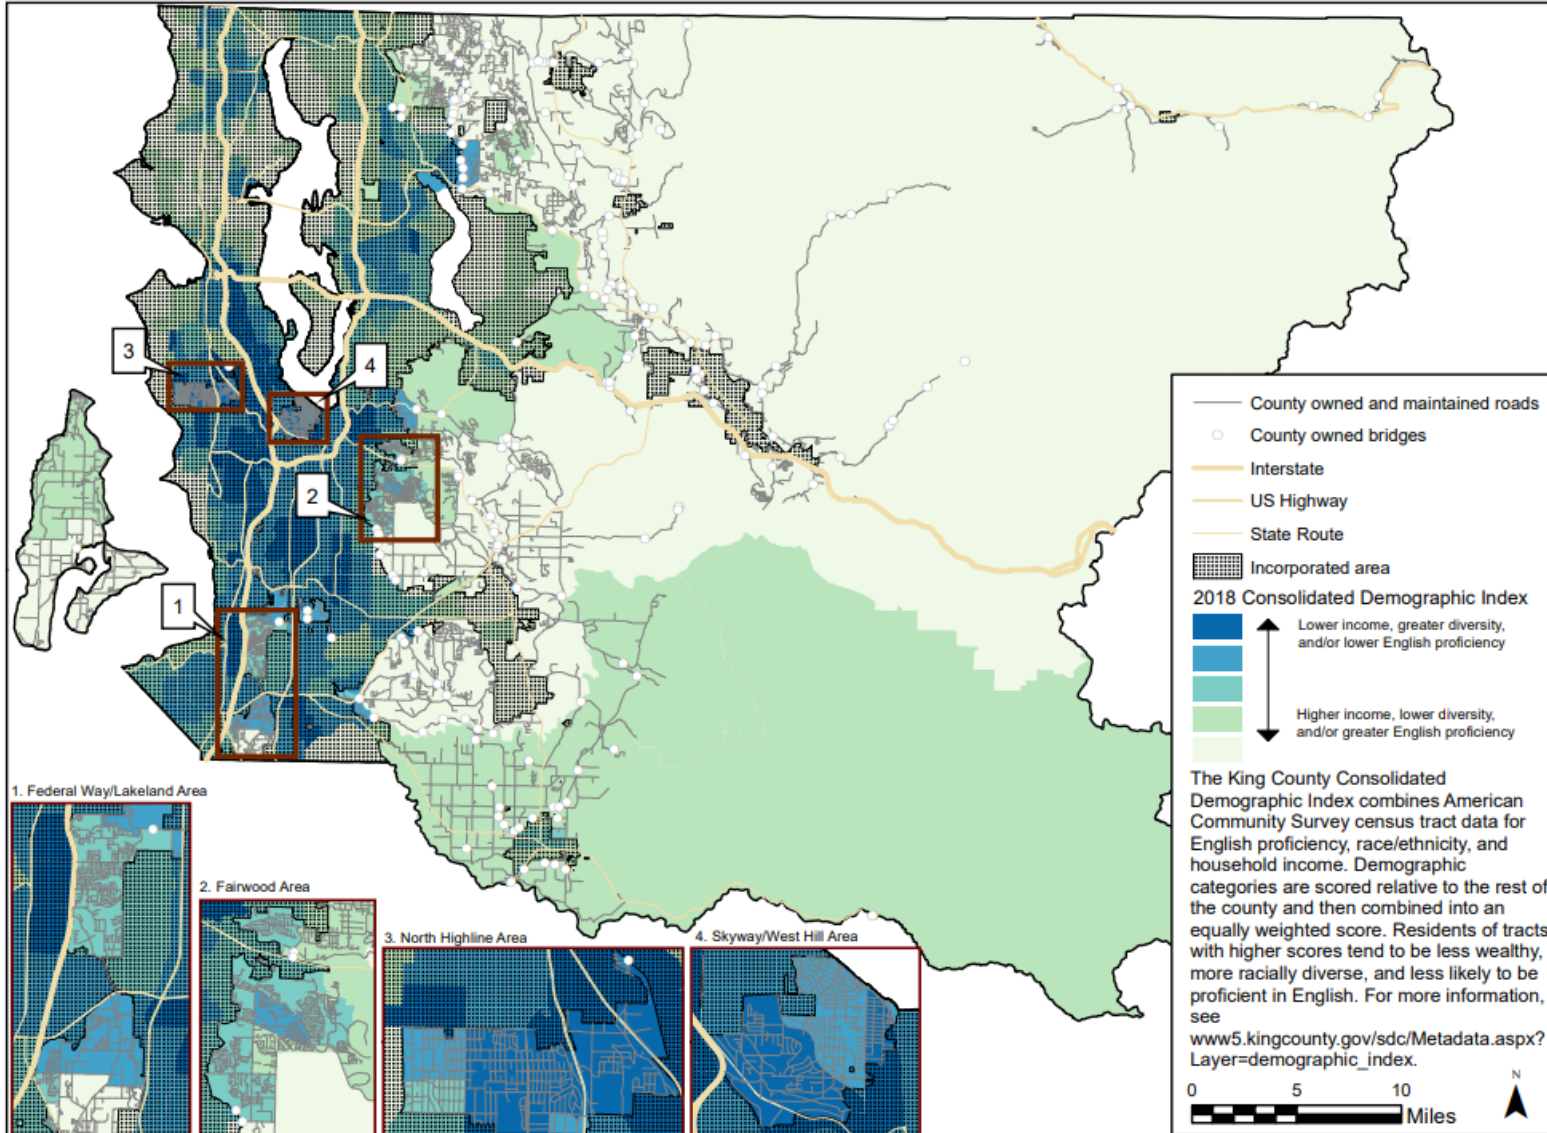 3
4
2
1
County owned and maintained roads
County owned bridges
Interstate
US Highway
State Route
Incorporated area
2018 Consolidated Demographic Index
Lower income, greater diversity,
and/or lower English proficiency
Higher income, lower diversity,
and/or greater English proficiency
The King County Consolidated
Demographic Index combines American
Community Survey census tract data for
English proficiency, race/ethnicity, and
household income. Demographic
categories are scored relative to the rest of
the county and then combined into an
equally weighted score. Residents of tracts
with higher scores tend to be less wealthy,
more racially diverse, and less likely to be
proficient in English. For more information,
see
www5.kingcounty.gov/sdc/Metadata.aspx?
Layer=demographic_index.
0 5 10
Miles
N
1. Federal Way/Lakeland Area
2. Fairwood Area
3. North Highline Area
4. Skyway/West Hill Area